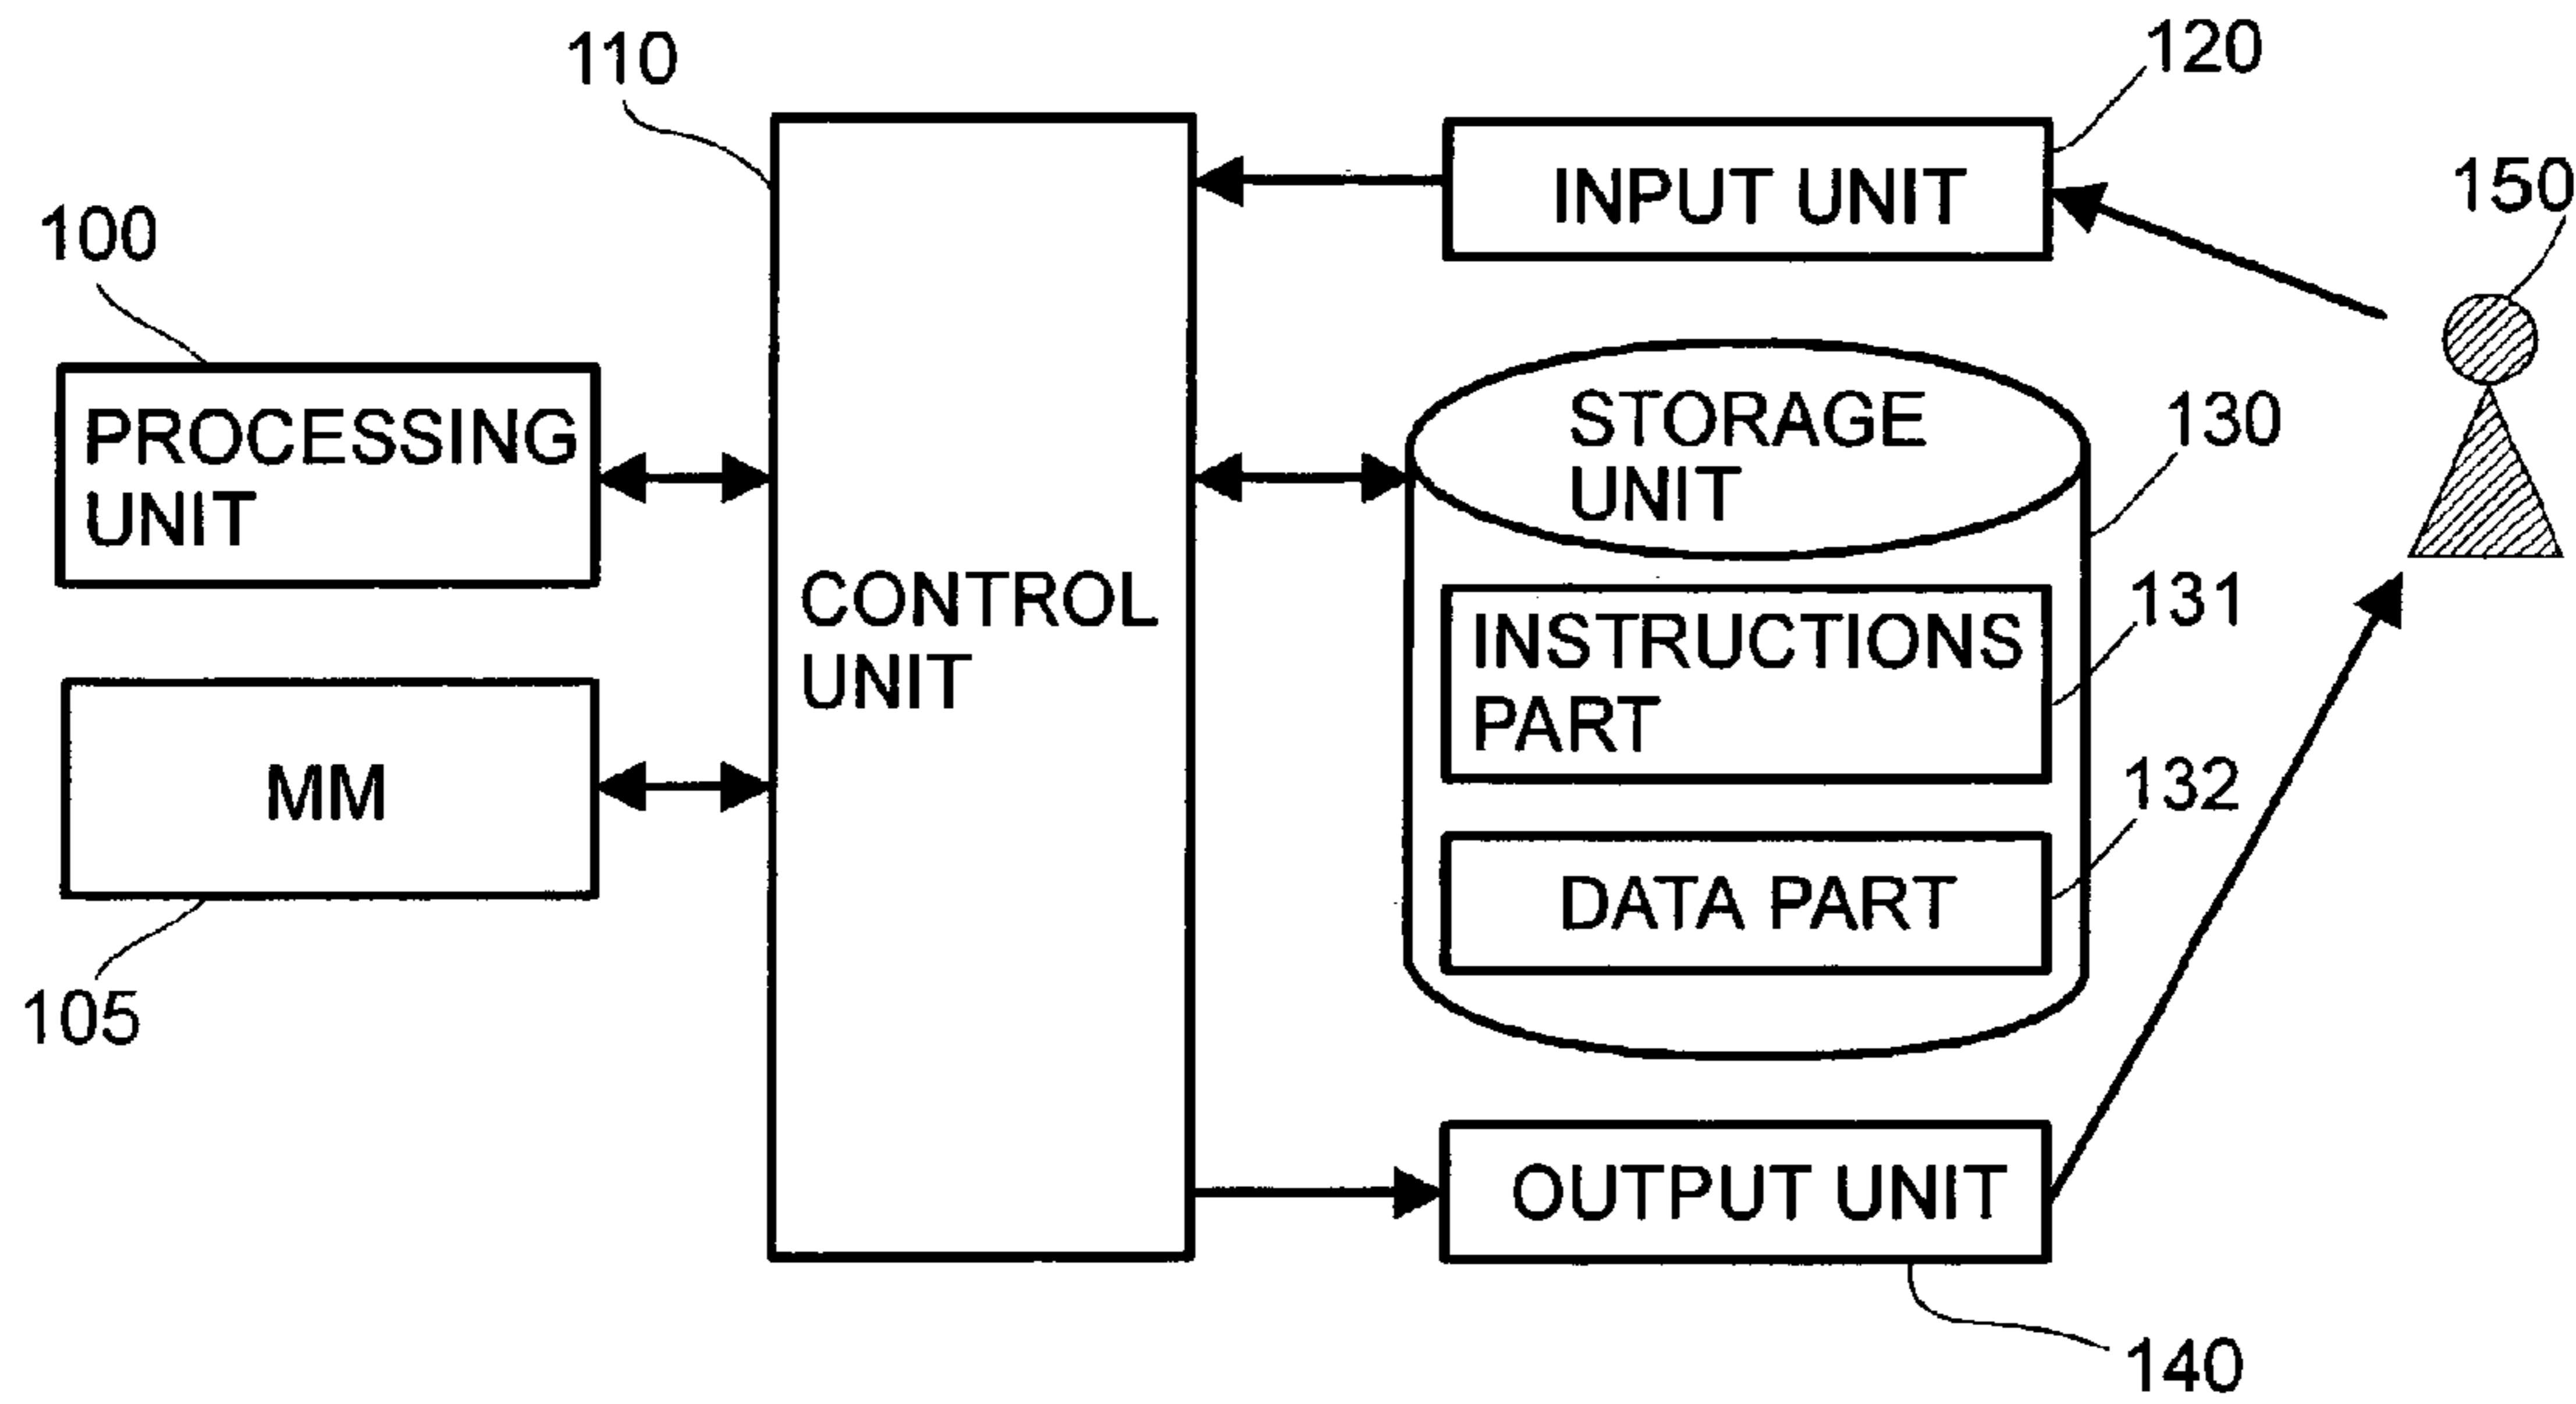 110
120
150
100
INPUT UNIT
PROCESSING
UNIT
STORAGE
UNIT
130
CONTROL
UNIT
INSTRUCTIONS
PART
131
MM
132
DATA PART
105
OUTPUT UNIT
140